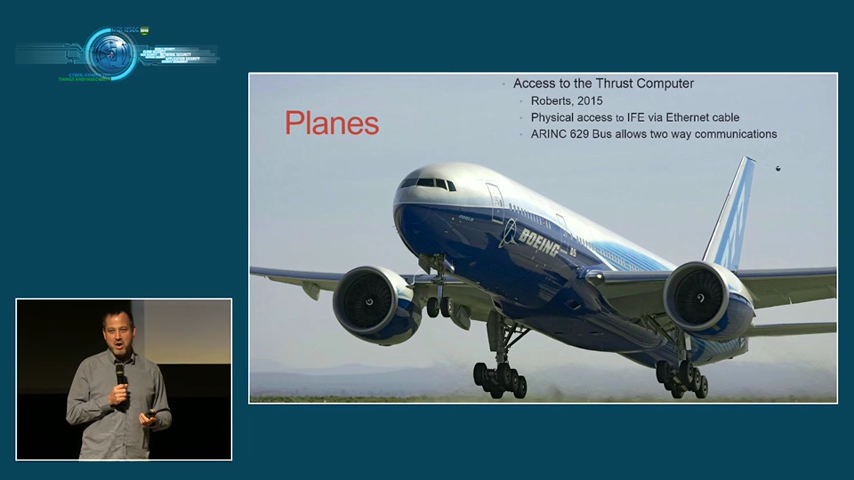 Planes
Access to the Thrust Computer
Roberts, 2015
Physical access to IFE via Ethernet cable
ARINC 629 Bus allows two way communications
BOEING